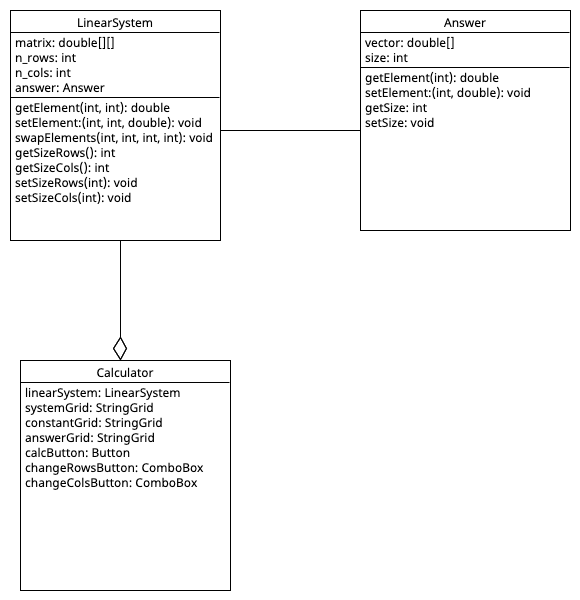 LinearSystem
matrix: double[][]
n_rows: int
n_cols: int
answer: Answer
getElement(int, int): double
setElement:(int, int, double): void
swapElements(int, int, int, int): void
getSizeRows(): int
getSizeCols(): int
setSizeRows(int): void
setSizeCols(int): void
Answer
vector: double[]
size: int
getElement(int): double
setElement:(int, double): void
getSize: int
setSize: void
Calculator
linearSystem: LinearSystem
systemGrid: StringGrid
constantGrid: StringGrid
answerGrid: StringGrid
calcButton: Button
changeRowsButton: ComboBox
changeColsButton: ComboBox